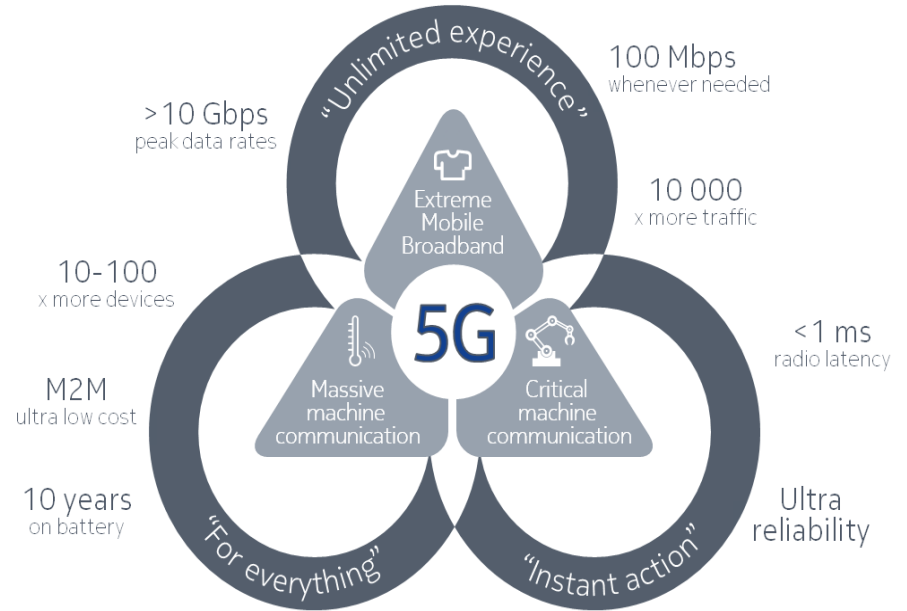 “Unlimited experience”
100 Mbps
whenever needed
>10 Gbps
peak data rates
10 000
x more traffic
Extreme
Mobile
Broadband
10-100
x more devices
5G
<1 ms
radio latency
M2M
ultra low cost
Massive
machine
communication
Critical
machine
communication
10 years
on battery
Ultra
reliability
“For everything”
“Instant action”